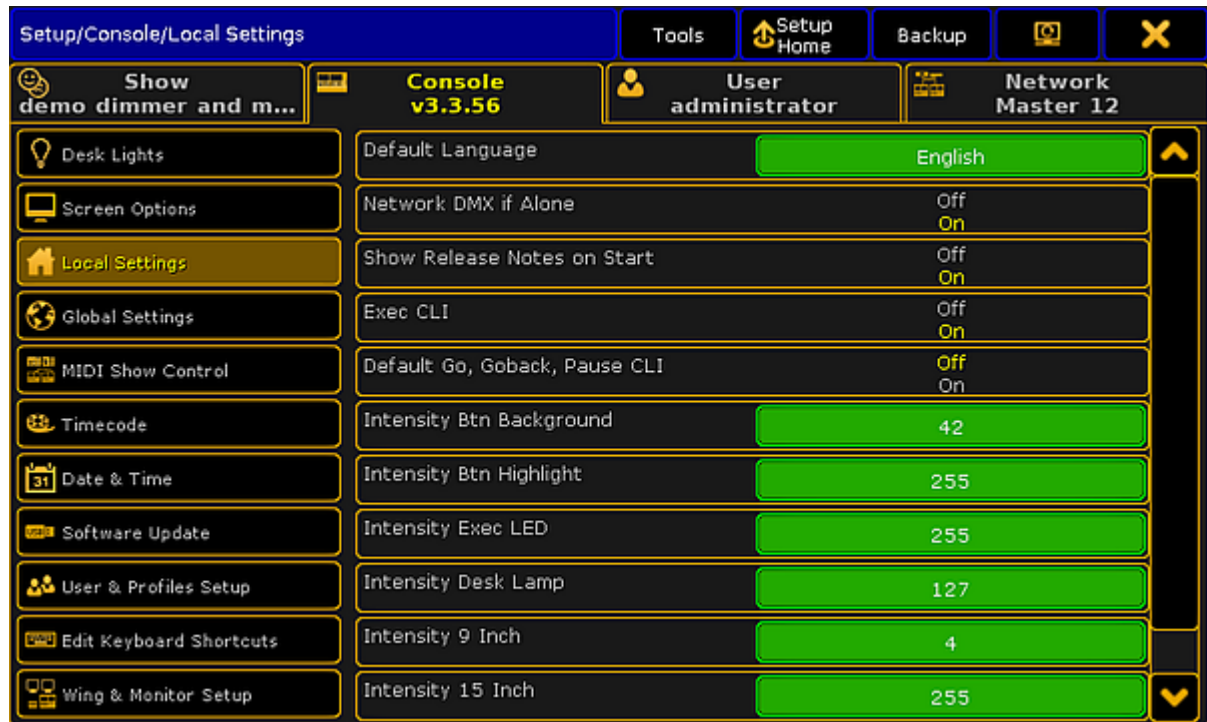 Setup/Console/Local Settings
Tools
Setup
Home
Backup
Show
demo dimmer and m...
Console
v3.3.56
User
administrator
Network
Master 12
Desk Lights
Screen Options
Local Settings
Global Settings
MIDI Show Control
Timecode
31 Date & Time
Software Update
User & Profiles Setup
Edit Keyboard Shortcuts
Wing & Monitor Setup
Default Language
English
Network DMX if Alone
Off
On
Show Release Notes on Start
Off
On
Exec CLI
Off
On
Default Go, Goback, Pause CLI
Off
On
Intensity Btn Background
42
Intensity Btn Highlight
255
Intensity Exec LED
255
Intensity Desk Lamp
127
Intensity 9 Inch
4
Intensity 15 Inch
255